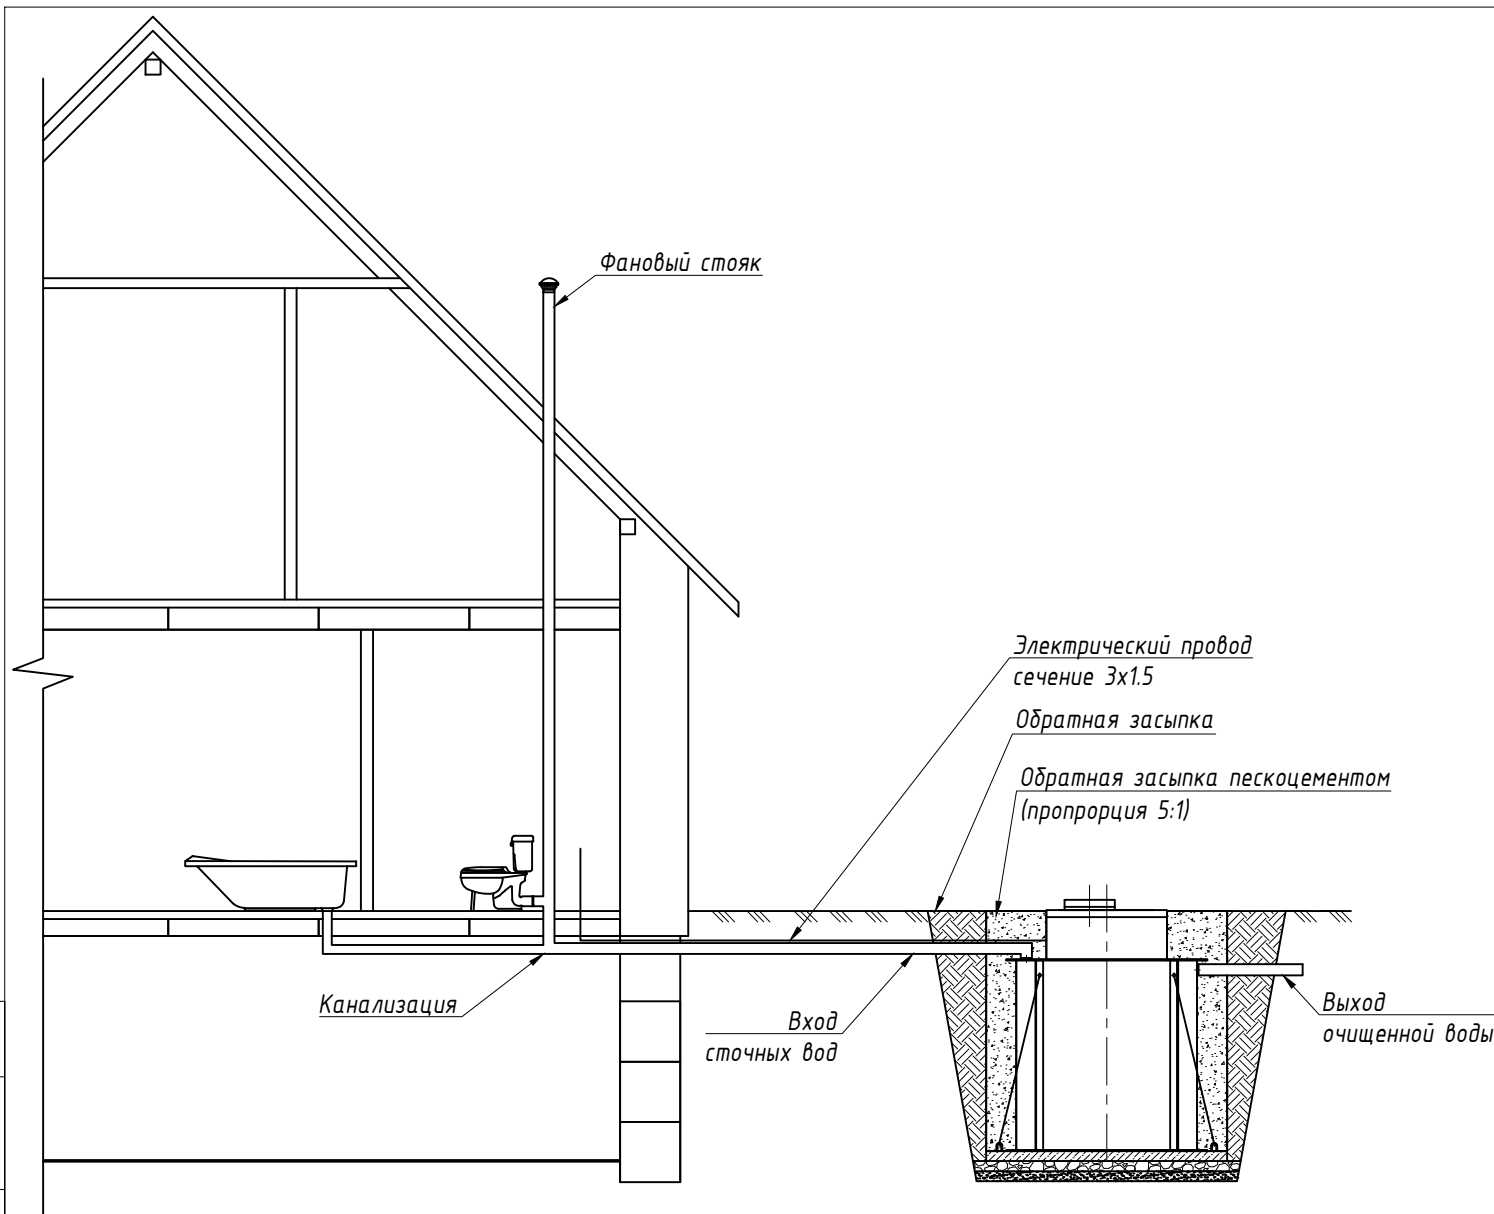 Фановый стояк
Электрический провод
сечение 3х1.5
Обратная засыпка
Обратная засыпка пескоцементом
(пропрорция 5:1)
Канализация
Вход
сточных вод
Выход
очищенной воды